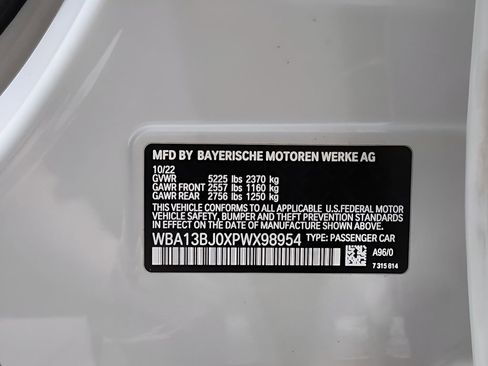 MFD BY BAYERISCHE MOTOREN WERKE AG
10/22
GVWR 5225 lbs 2370 kg
GAWR FRONT 2557 lbs 1160 kg
GAWR REAR 2756 lbs 1250 kg
THIS VEHICLE CONFORMS TO ALL APPLICABLE U.S.FEDERAL MOTOR
VEHICLE SAFETY, BUMPER AND THEFT PREVENTION STANDARDS
IN EFFECT ON THE DATE OF MANUFACTURE SHOWN ABOVE.
WBA13BJ0XPWX98954 TYPE: PASSENGER CAR
A96/0
7 315 814